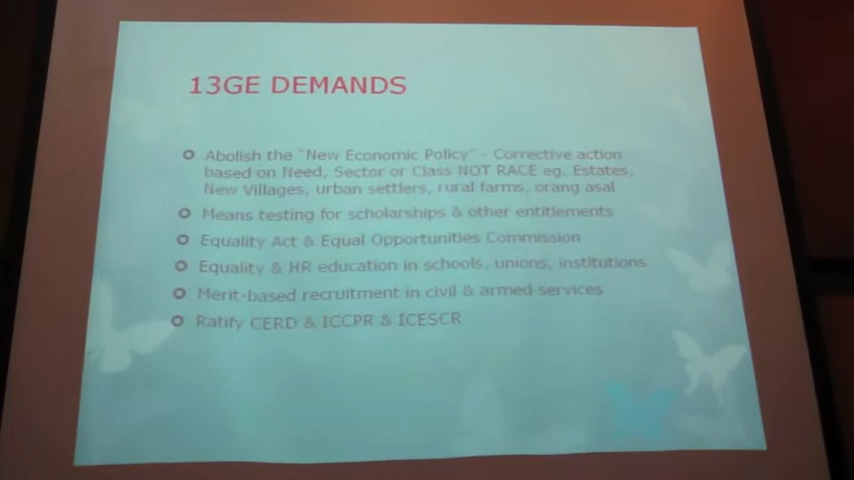 13GE DEMANDS
Abolish the "New Economic Policy" - Corrective action
based on Need, Sector or Class NOT RACE eg. Estates,
New Villages, urban settlers, rural farms, orang asal
Means testing for scholarships & other entitlements
Equality Act & Equal Opportunities Commission
Equality & HR education in schools, unions, institutions
Merit-based recruitment in civil & armed services
Ratify CERD & ICCPR & ICESCR